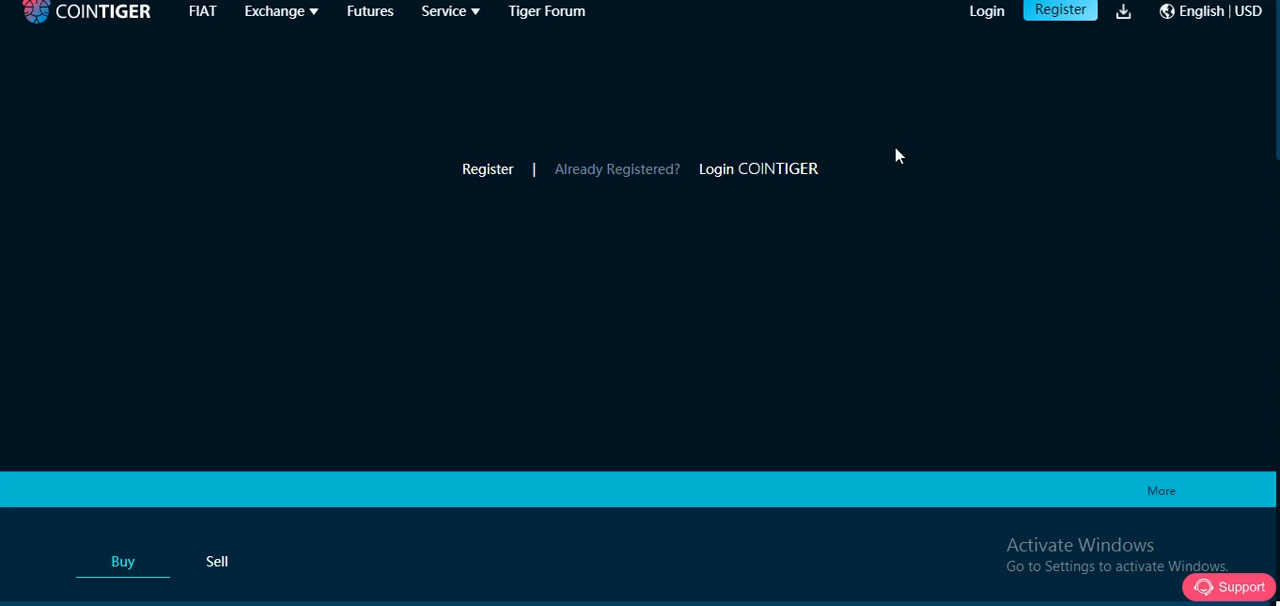 COINTIGER FIAT Exchange ▼ Futures Service ▼ Tiger Forum Login Register English | USD
Register | Already Registered? Login COINTIGER
More
Activate Windows
Go to Settings to activate Windows.
Buy Sell
Support